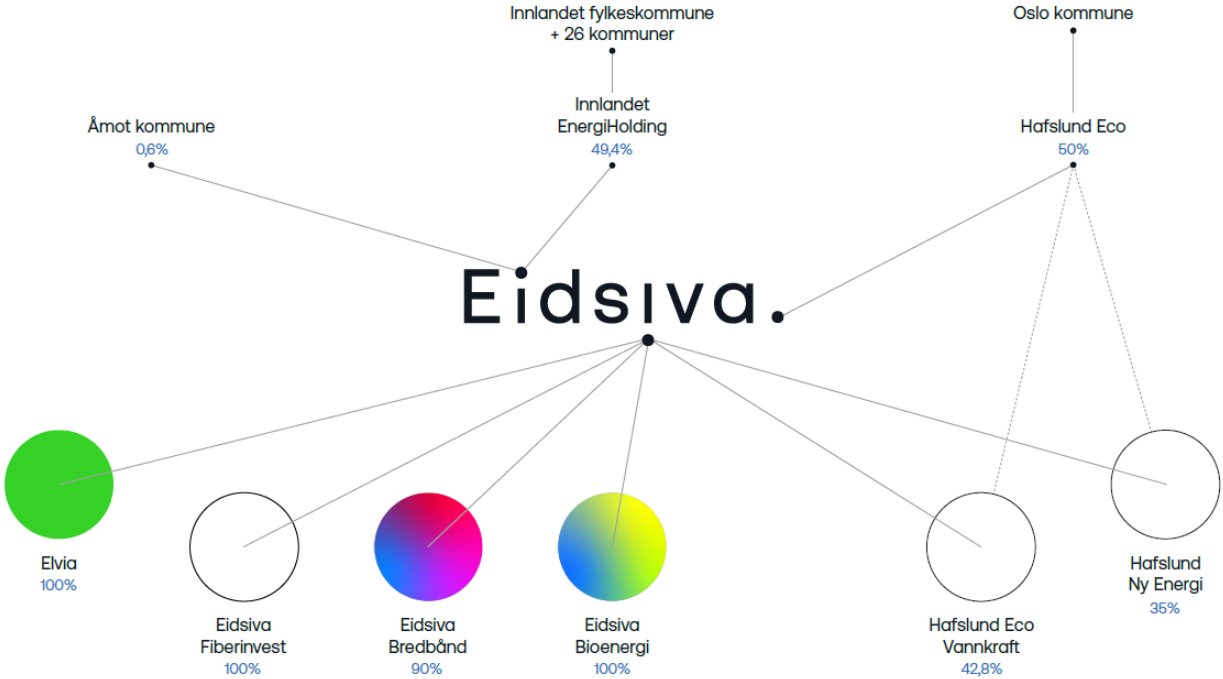 Innlandet fylkeskommune
+ 26 kommuner
Oslo kommune
Åmot kommune
0,6%
Innlandet
EnergiHolding
49,4%
Hafslund Eco
50%
Eidsiva.
Elvia
100%
Eidsiva
Fiberinvest
100%
Eidsiva
Bredbånd
90%
Eidsiva
Bioenergi
100%
Hafslund Eco
Vannkraft
42,8%
Hafslund
Ny Energi
35%